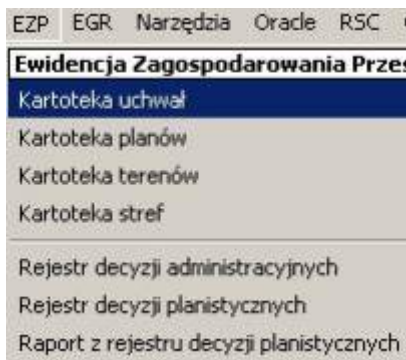 EZP EGR Narzędzia Oracle RSC
Ewidencja Zagospodarowania
Kartoteka uchwał
Kartoteka planów
Kartoteka terenów
Kartoteka stref
Rejestr decyzji administracyjnych
Rejestr decyzji planistycznych
Raport z rejestru decyzji planistycznych